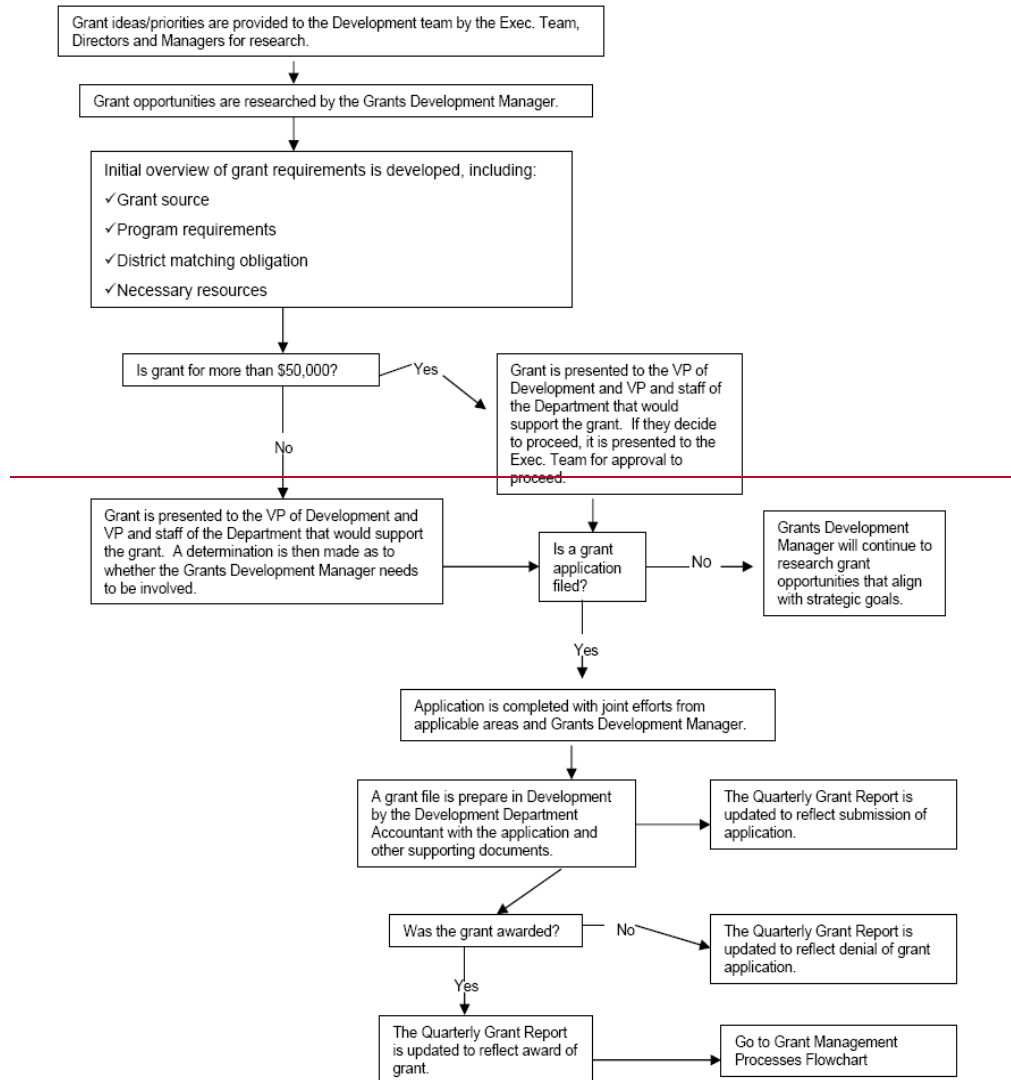 Grant ideas/priorities are provided to the Development team by the Exec. Team,
Directors and Managers for research.
Grant opportunities are researched by the Grants Development Manager.
Initial overview of grant requirements is developed, including:
✓Grant source
✓Program requirements
✓District matching obligation
✓Necessary resources
Is grant for more than $50,000?
Yes
Grant is presented to the VP of
Development and VP and staff of
the Department that would
support the grant. If they decide
to proceed, it is presented to the
Exec. Team for approval to
proceed.
No
Grant is presented to the VP of Development and
VP and staff of the Department that would support
the grant. A determination is then made as to
whether the Grants Development Manager needs
to be involved.
Is a grant
application
filed?
No
Grants Development
Manager will continue to
research grant
opportunities that align
with strategic goals.
Yes
Application is completed with joint efforts from
applicable areas and Grants Development Manager.
A grant file is prepare in Development
by the Development Department
Accountant with the application and
other supporting documents.
The Quarterly Grant Report is
updated to reflect submission of
application.
Was the grant awarded?
No
The Quarterly Grant Report is
updated to reflect denial of grant
application.
Yes
The Quarterly Grant Report
is updated to reflect award of
grant.
Go to Grant Management
Processes Flowchart